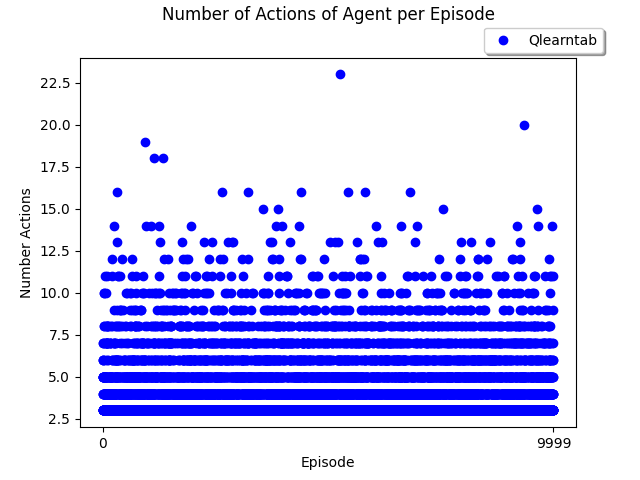 Number of Actions of Agent per Episode
Qlearntab
22.5
20.0
17.5
15.0
12.5
10.0
7.5
5.0
2.5
Number Actions
0 9999
Episode